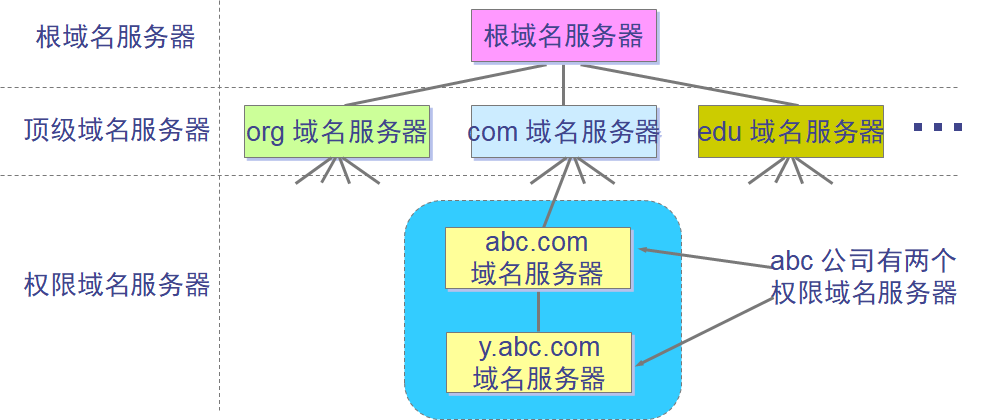 根域名服务器
根域名服务器
顶级域名服务器
org 域名服务器
com 域名服务器
edu 域名服务器
权限域名服务器
abc.com
域名服务器
y.abc.com
域名服务器
abc 公司有两个
权限域名服务器